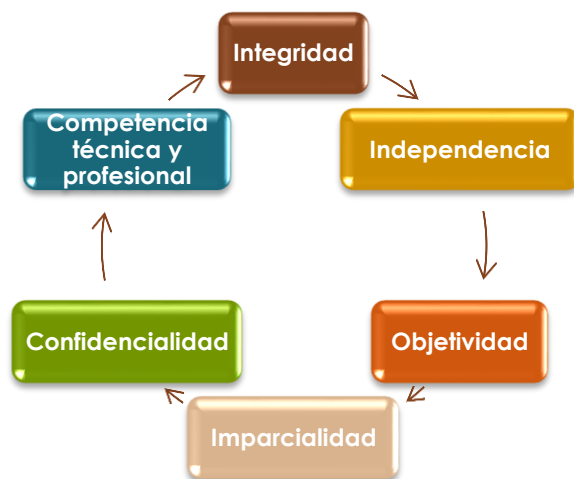 Integridad
Independencia
Objetividad
Imparcialidad
Confidencialidad
Competencia
técnica y
profesional